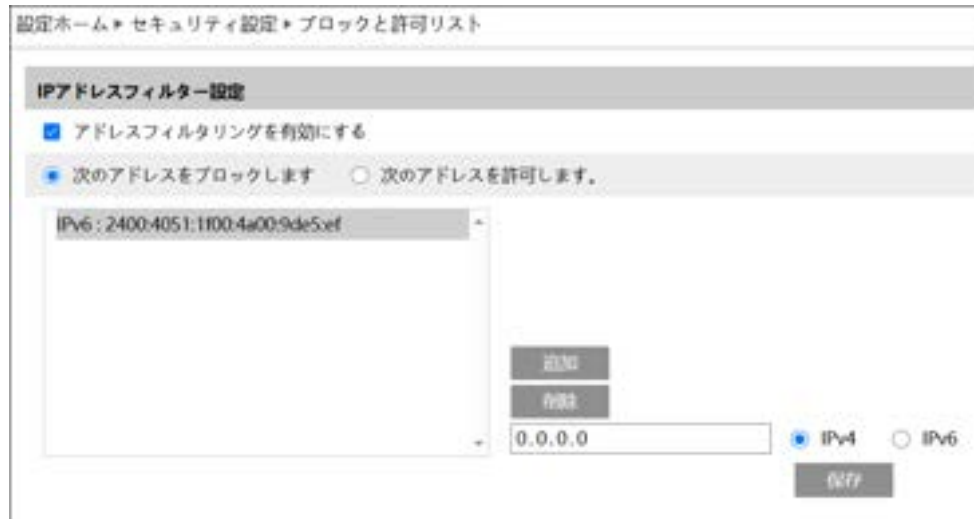 設定ホーム▶セキュリティ設定▶ブロックと許可リスト
IPアドレスフィルター設定
アドレスフィルタリングを有効にする
次のアドレスをブロックします 次のアドレスを許可します。
IPv6 : 2400:4051:1f00:4a00:9de5:ef
追加
削除
0.0.0.0 IPv4 IPv6
保存